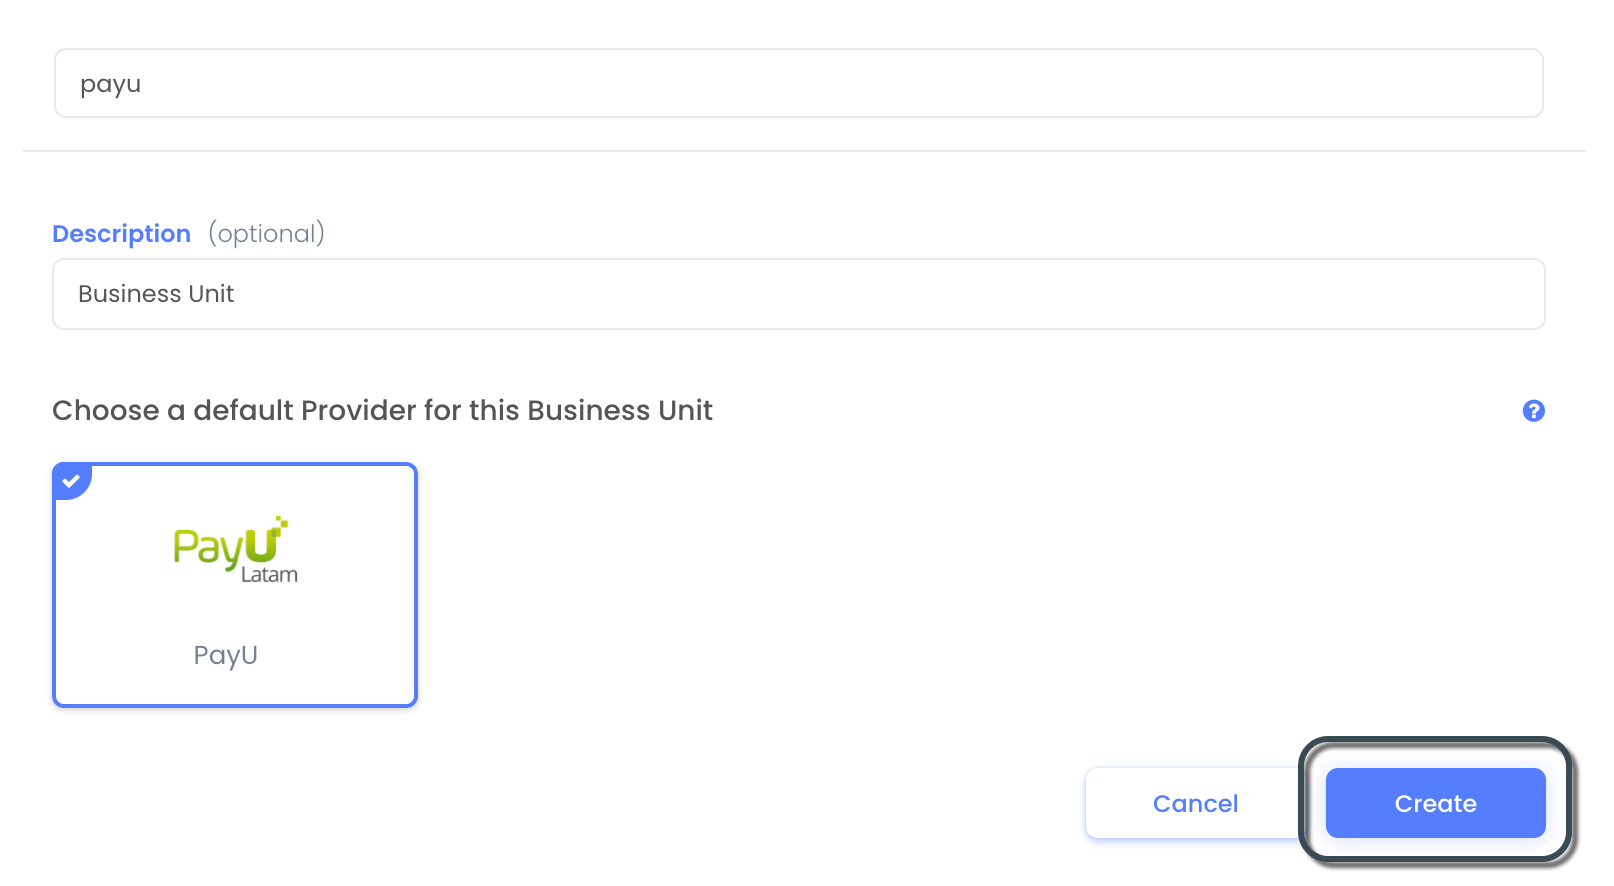 payu
Description (optional)
Business Unit
Choose a default Provider for this Business Unit
?
PayU
Latam
PayU
Cancel
Create